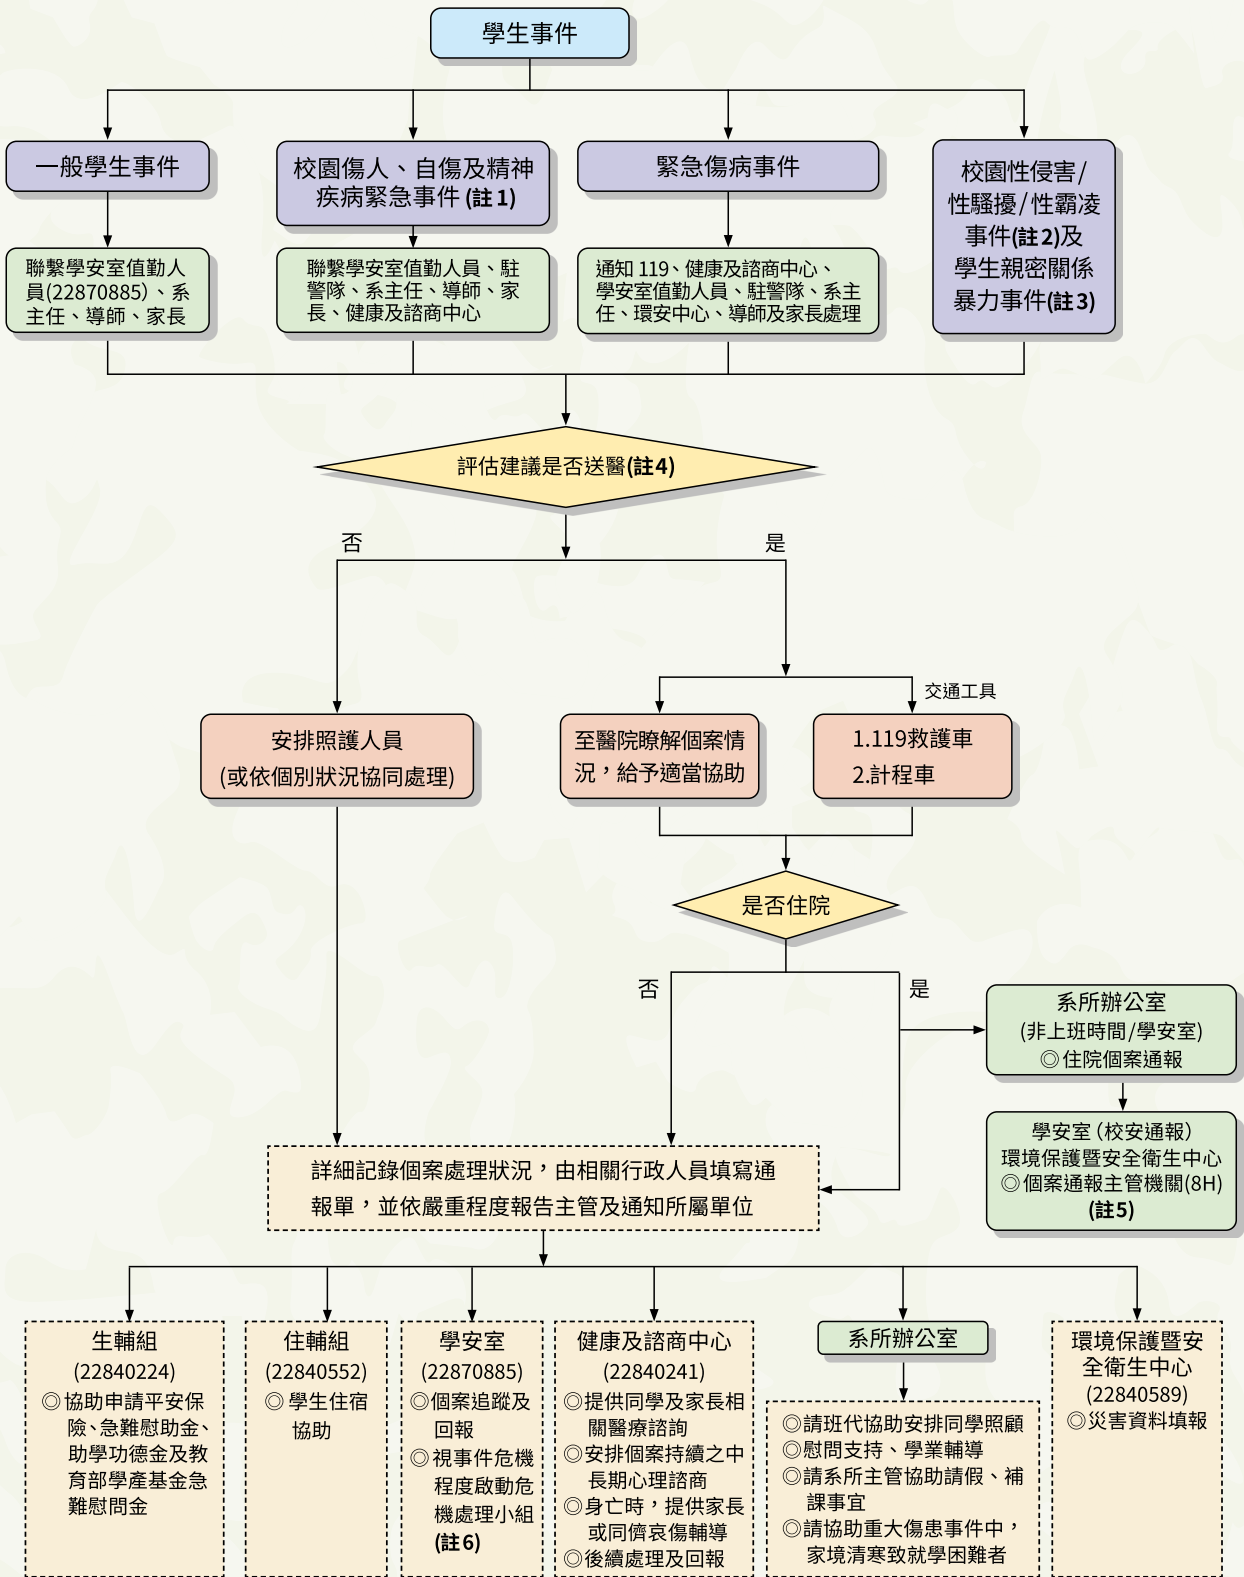 學生事件
一般學生事件
校園傷人、自傷及精神
疾病緊急事件 (註1)
緊急傷病事件
校園性侵害/
性騷擾/性霸凌
事件(註2)及
學生親密關係
暴力事件(註3)
聯繫學安室值勤人
員(22870885)、系
主任、導師、家長
聯繫學安室值勤人員、駐
警隊、系主任、導師、家
長、健康及諮商中心
通知 119、健康及諮商中心、
學安室值勤人員、駐警隊、系主
任、環安中心、導師及家長處理
評估建議是否送醫(註4)
否
是
交通工具
安排照護人員
(或依個別狀況協同處理)
至醫院瞭解個案情
況，給予適當協助
1.119救護車
2.計程車
是否住院
否
是
系所辦公室
(非上班時間/學安室)
◎住院個案通報
學安室（校安通報）
環境保護暨安全衛生中心
◎個案通報主管機關(8H)
(註5)
詳細記錄個案處理狀況，由相關行政人員填寫通
報單，並依嚴重程度報告主管及通知所屬單位
生輔組
(22840224)
◎協助申請平安保
險、急難慰助金、
助學功德金及教
育部學產基金急
難慰問金
住輔組
(22840552)
◎學生住宿
協助
學安室
(22870885)
◎個案追蹤及
回報
◎視事件危機
程度啟動危
機處理小組
(註6)
健康及諮商中心
(22840241)
◎提供同學及家長相
關醫療諮詢
◎安排個案持續之中
長期心理諮商
◎身亡時，提供家長
或同儕哀傷輔導
◎後續處理及回報
系所辦公室
◎請班代協助安排同學照顧
◎慰問支持、學業輔導
◎請系所主管協助請假、補
課事宜
◎請協助重大傷患事件中，
家境清寒致就學困難者
環境保護暨安
全衛生中心
(22840589)
◎災害資料填報